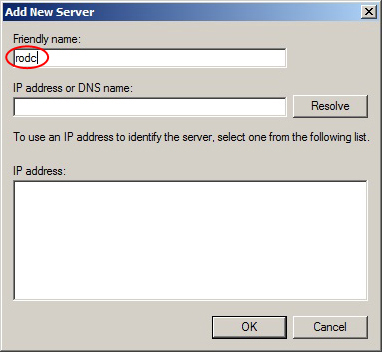 Add New Server
Friendly name:
rodc
IP address or DNS name:
Resolve
To use an IP address to identify the server, select one from the following list.
IP address:
OK
Cancel